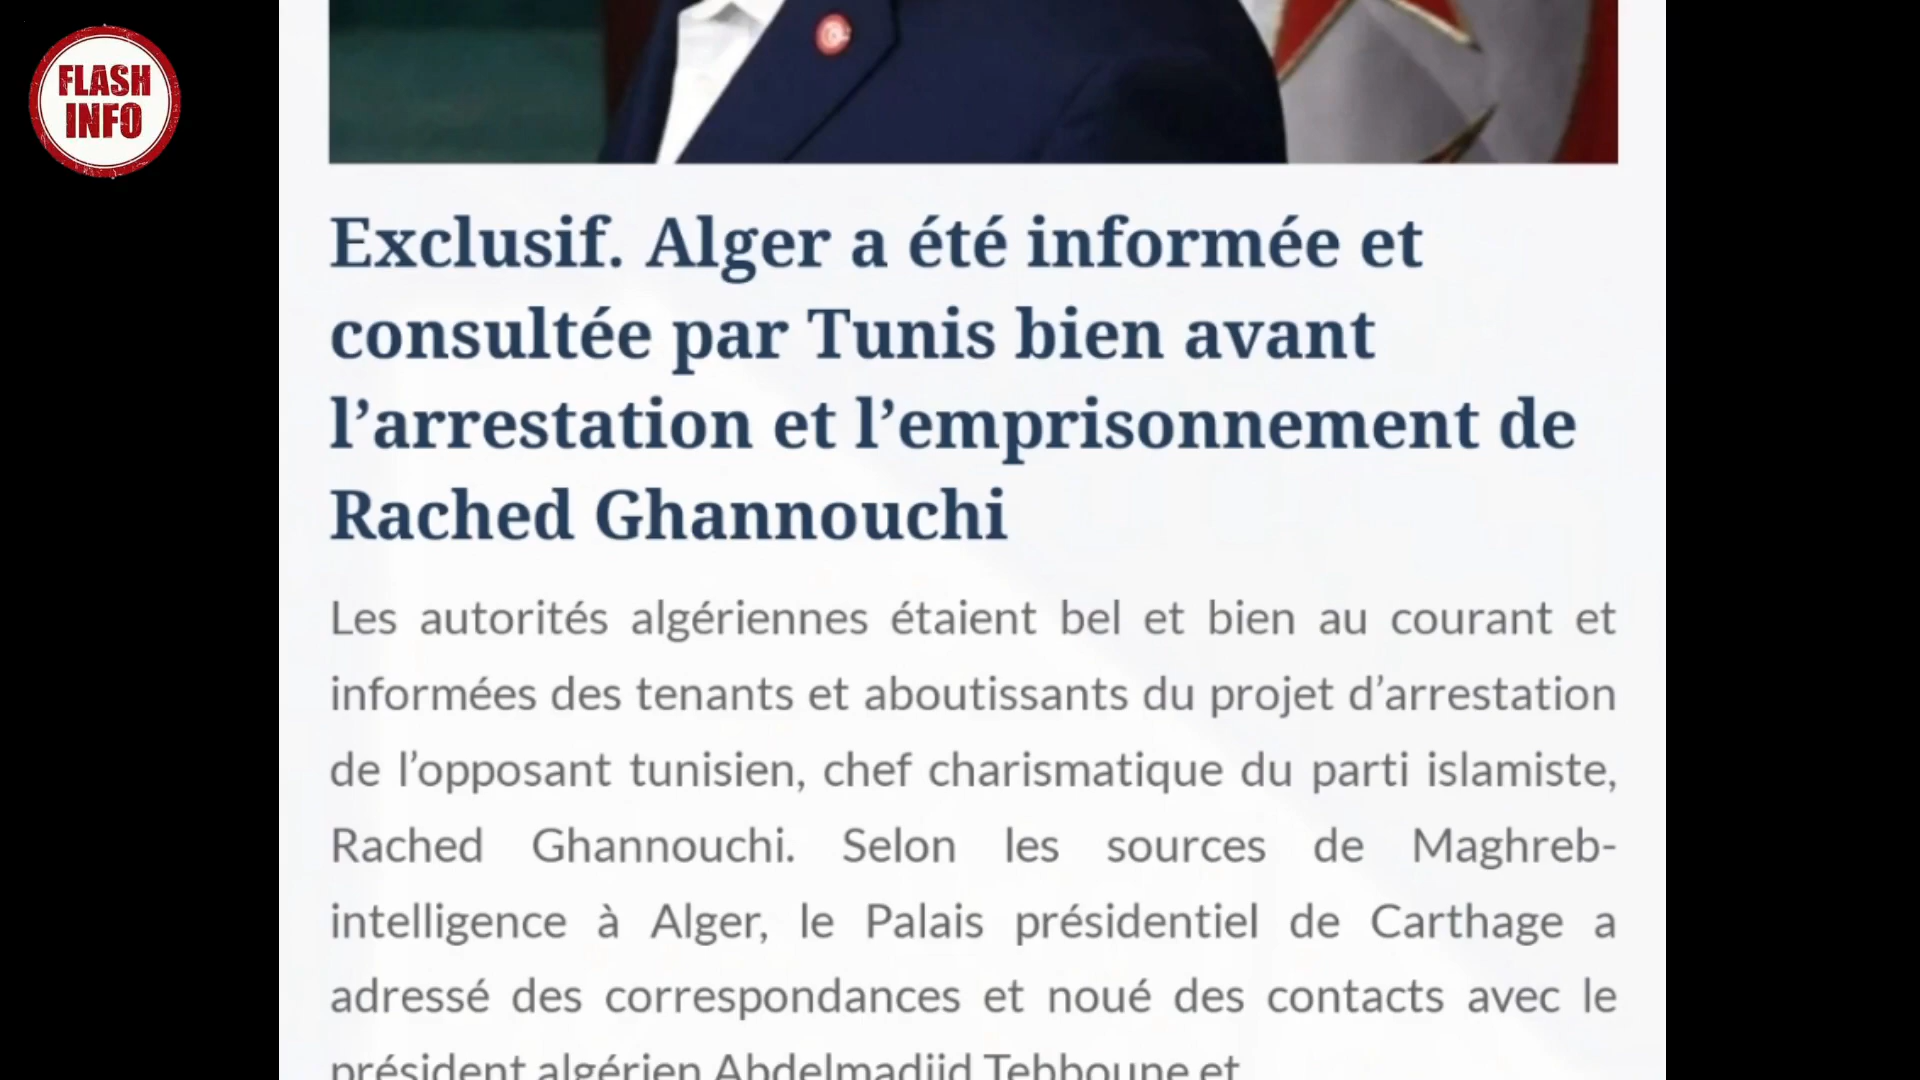 FLASH
INFO
Exclusif. Alger a été informée et
consultée par Tunis bien avant
l’arrestation et l’emprisonnement de
Rached Ghannouchi
Les autorités algériennes étaient bel et bien au courant et
informées des tenants et aboutissants du projet d’arrestation
de l’opposant tunisien, chef charismatique du parti islamiste,
Rached Ghannouchi. Selon les sources de Maghreb-
intelligence à Alger, le Palais présidentiel de Carthage a
adressé des correspondances et noué des contacts avec le
président algérien Abdelmadjid Tebboune et